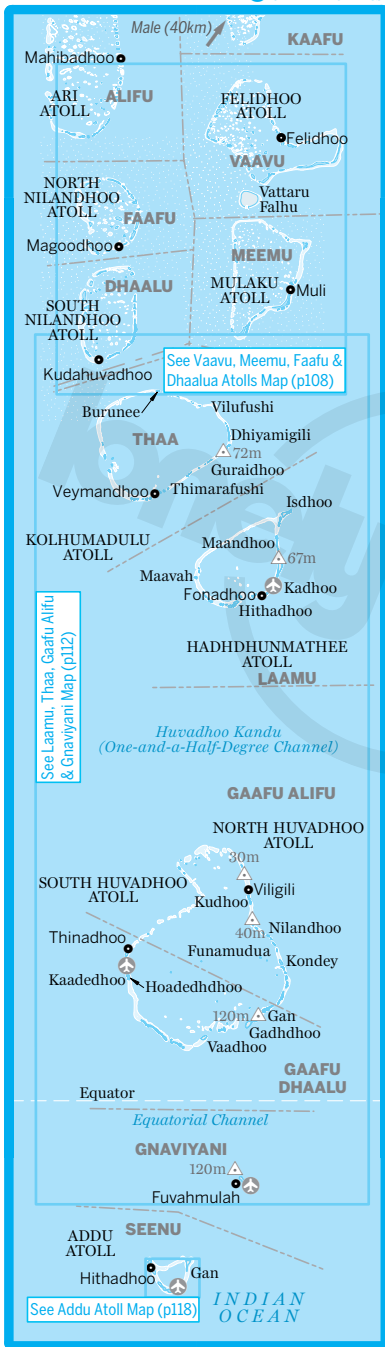 Male (40km)
KAAFU
Mahibadhoo
ARI
ATOLL
ALIFU
FELIDHOO
ATOLL
Felidhoo
VAAVU
NORTH
NILANDHOO
ATOLL
FAAFU
Vattaru
Falhu
Magoodhoo
MEEMU
DHAALU
MULAKU
ATOLL
Muli
SOUTH
NILANDHOO
ATOLL
Kudahuvadhoo
See Vaavu, Meemu, Faafu &
Dhaalua Atolls Map (p108)
Burunee
Vilufushi
THAA
Dhiyamigili
72m
Guraidhoo
Veymandhoo
Thimarafushi
Isdhoo
KOLHUMADULU
ATOLL
Maandhoo
67m
Maavah
Kadhoo
Fonadhoo
Hithadhoo
See Laamu, Thaa, Gaafu Alifu
& Gnaviyani Map (p112)
HADHDHUNMATHEE
ATOLL
LAAMU
Huvadhoo Kandu
(One-and-a-Half-Degree Channel)
GAAFU ALIFU
NORTH HUVADHOO
ATOLL
30m
SOUTH HUVADHOO
ATOLL
Viligili
Kudhoo
40m
Nilandhoo
Thinadhoo
Funamudua
Kondey
Kaadedhoo
Hoadedhdhoo
120m
Gan
Gadhdhoo
Vaadhoo
GAAFU
DHAALU
Equator
Equatorial Channel
GNAVIYANI
120m
Fuvahmulah
SEENU
ADDU
ATOLL
Hithadhoo
Gan
See Addu Atoll Map (p118)
INDIAN
OCEAN